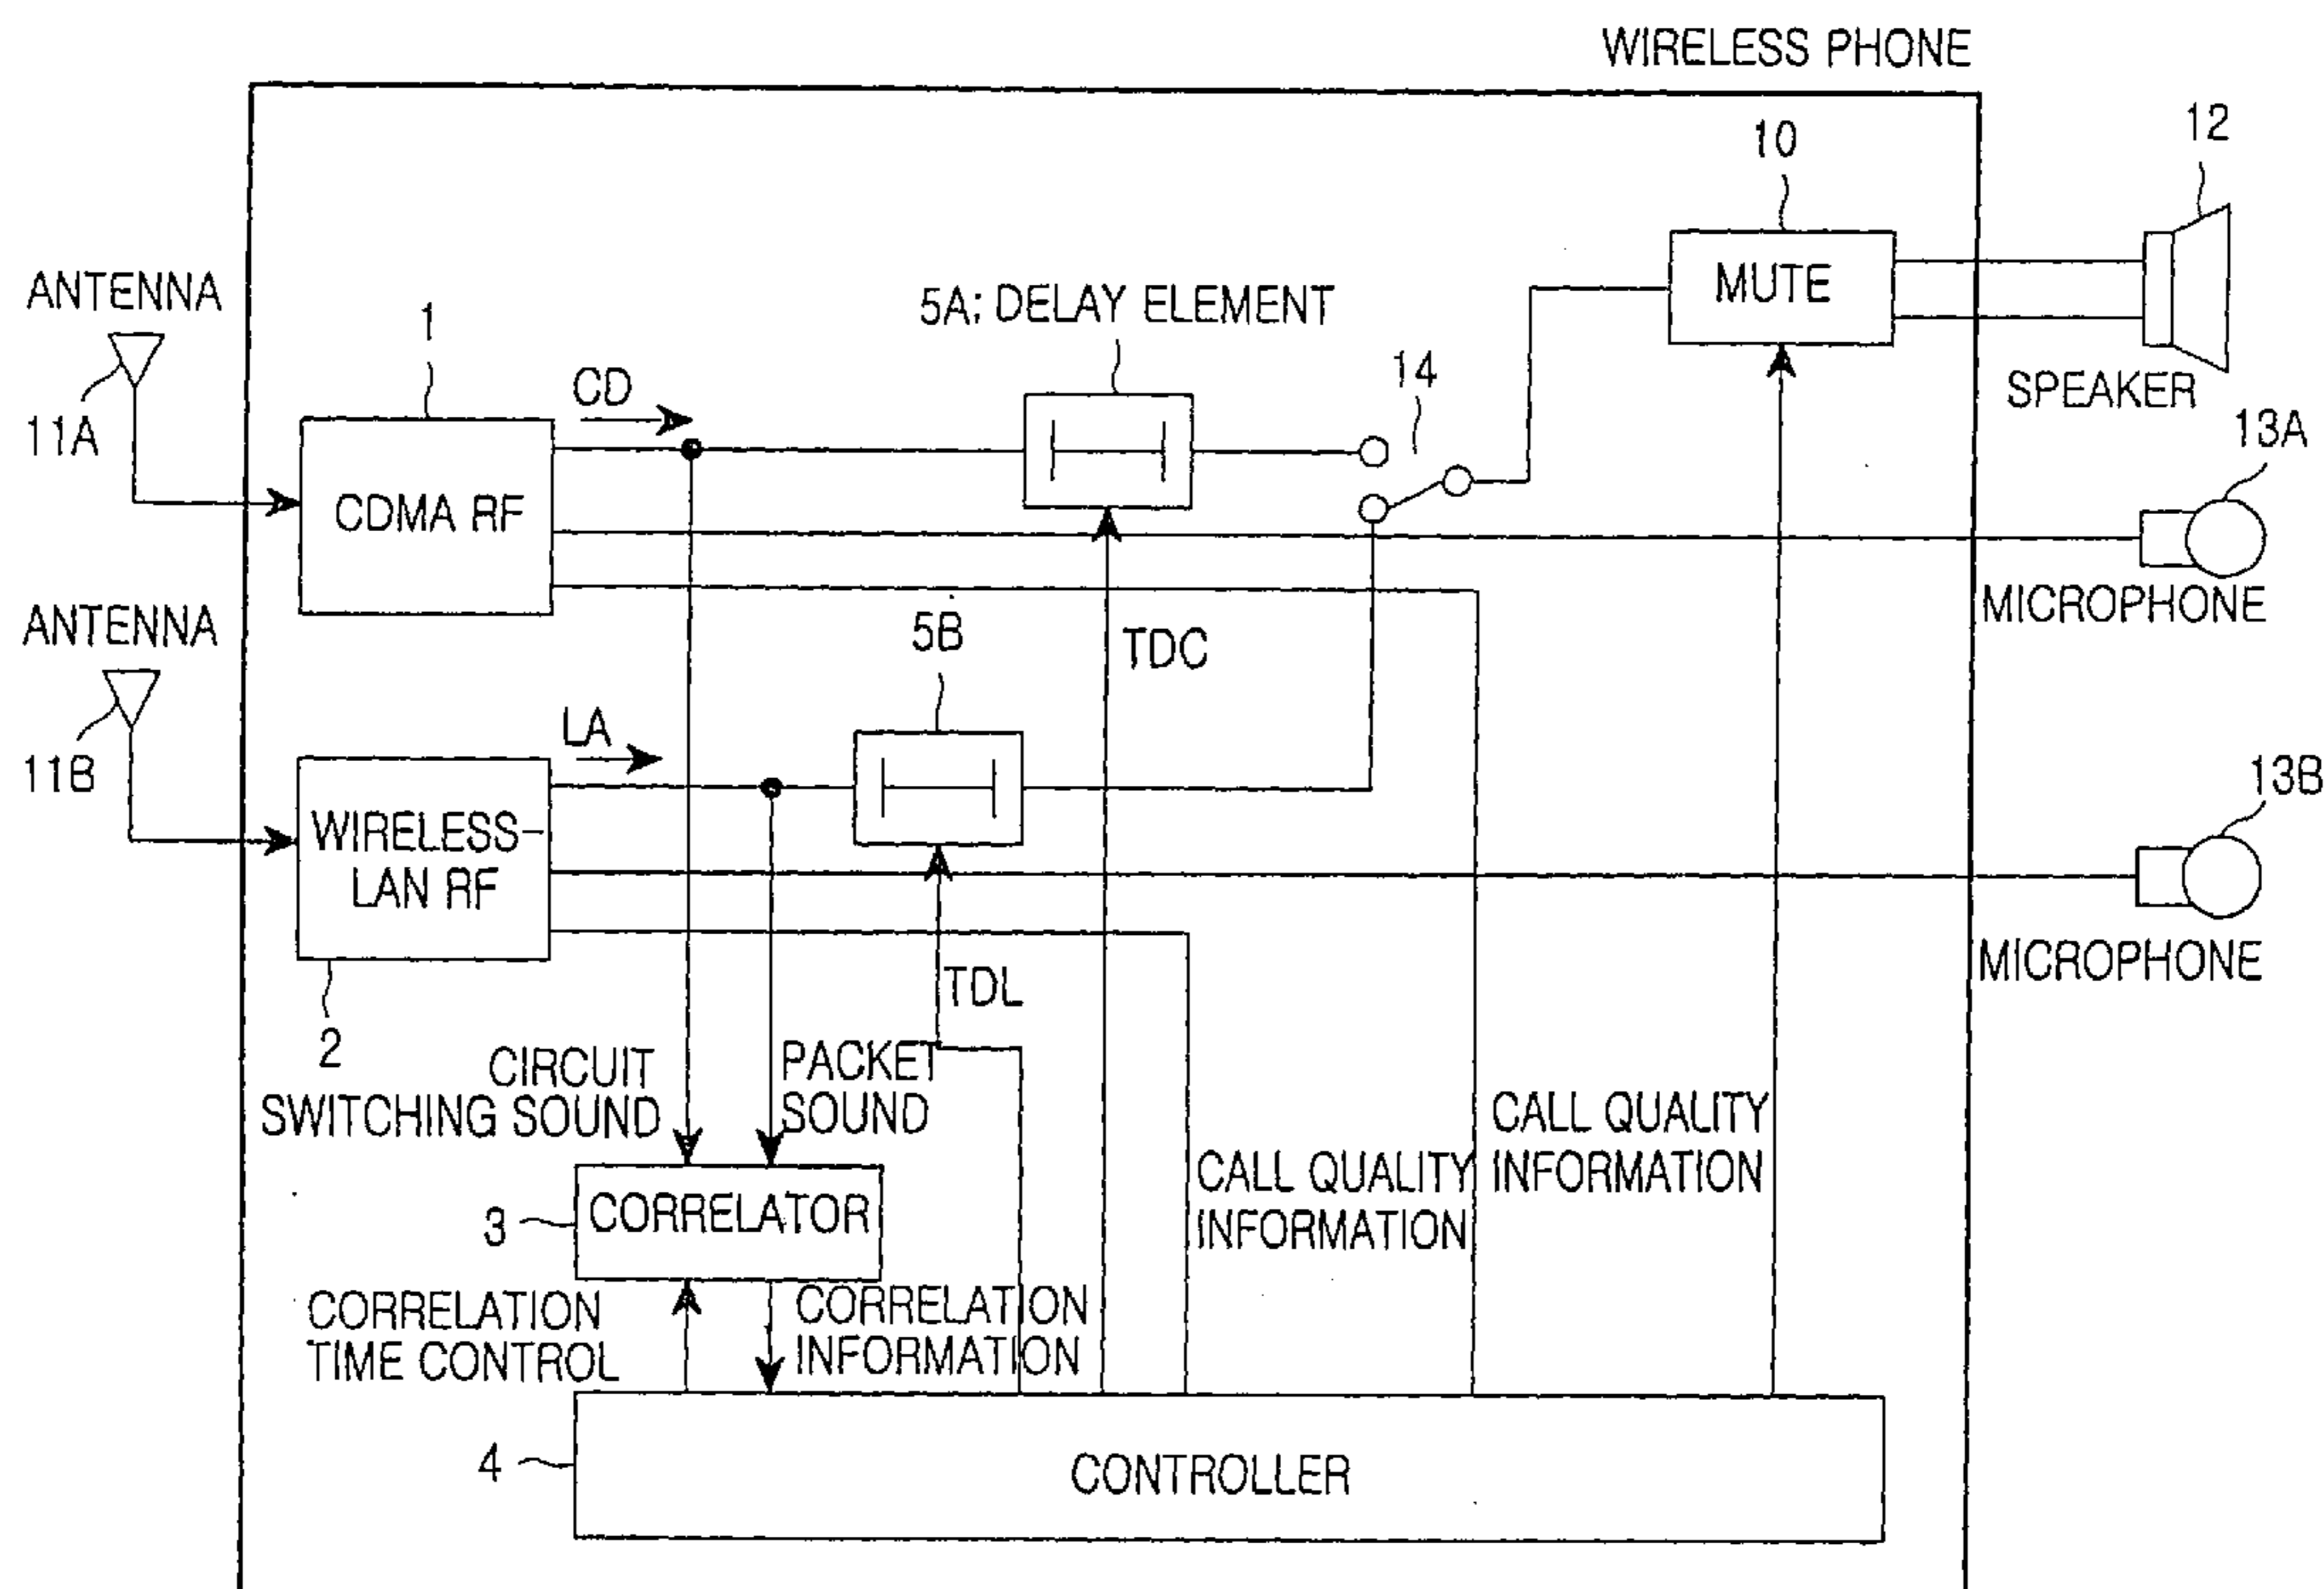 WIRELESS PHONE
12
10
MUTE
ANTENNA
1
5A; DELAY ELEMENT
14
SPEAKER
CD
11A
13A
CDMA RF
MICROPHONE
ANTENNA
5B
TDC
LA
11B
13B
WIRELESS-
LAN RF
MICROPHONE
TDL
2
CIRCUIT
SWITCHING SOUND
PACKET
SOUND
CALL QUALITY
INFORMATION
CALL QUALITY
INFORMATION
3
CORRELATOR
CORRELATION
TIME CONTROL
CORRELATION
INFORMATION
4
CONTROLLER